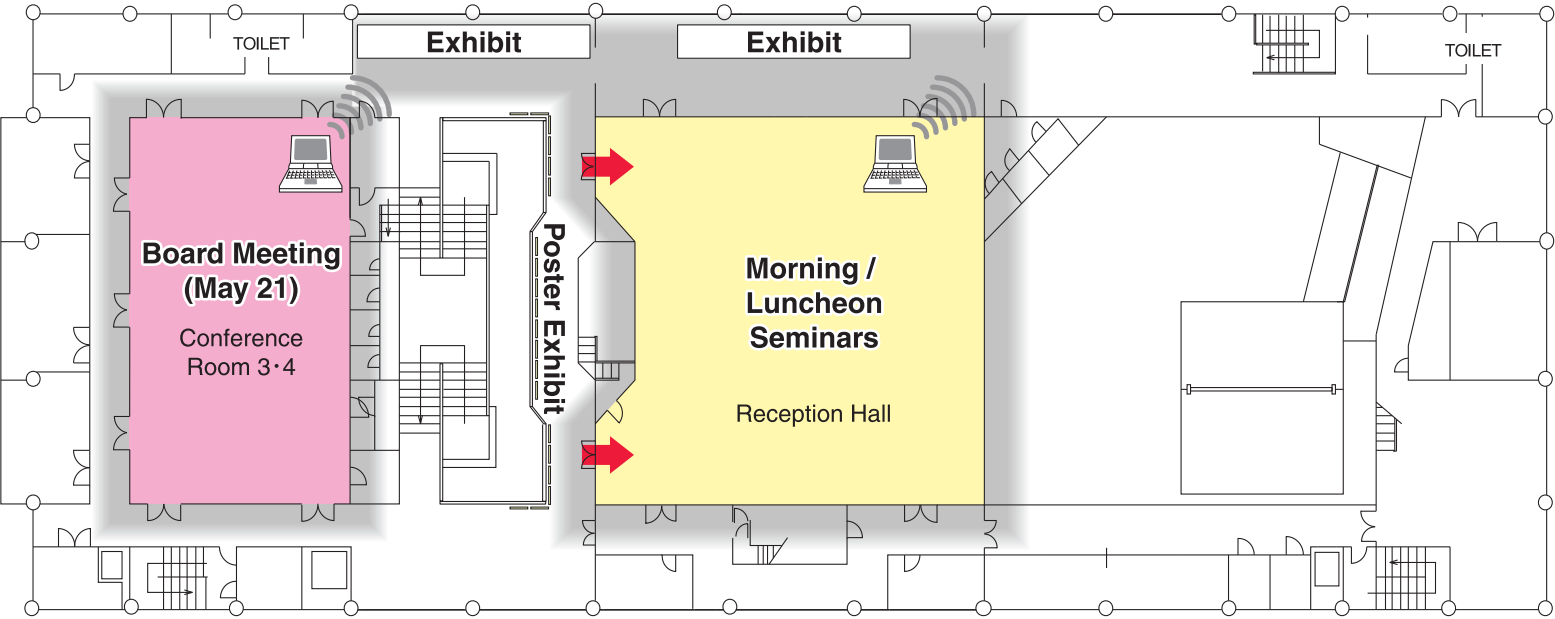 TOILET
Exhibit
Exhibit
TOILET
Board Meeting
(May 21)
Conference
Room 3・4
Poster Exhibit
Morning /
Luncheon
Seminars
Reception Hall